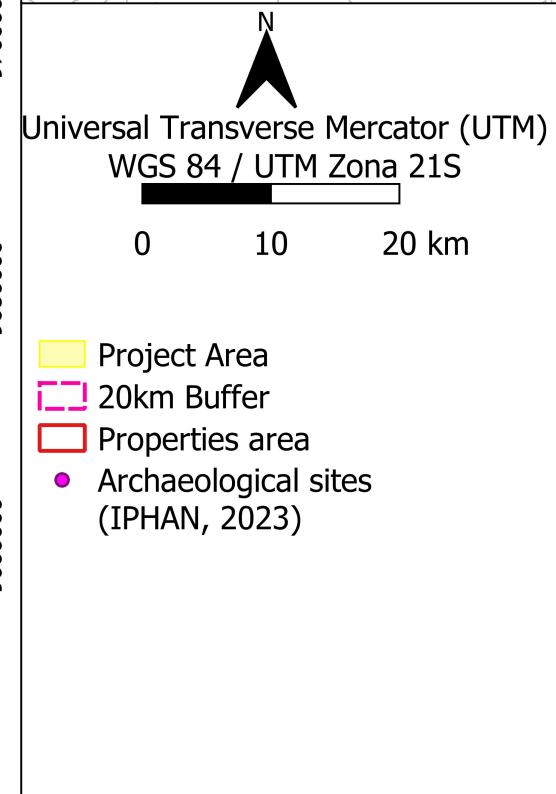 N
Universal Transverse Mercator (UTM)
WGS 84 / UTM Zona 21S
0 10 20 km
Project Area
20km Buffer
Properties area
Archaeological sites
(IPHAN, 2023)